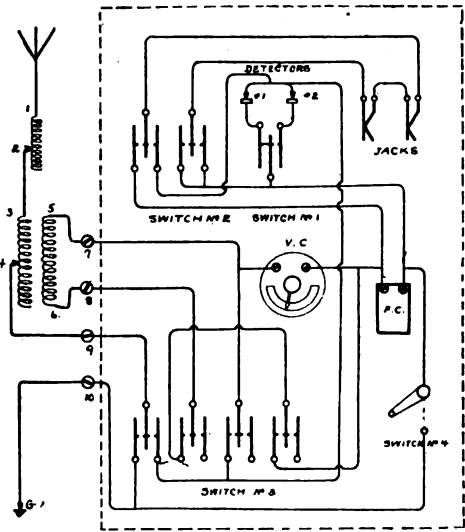 DETECTORS
#1
#2
JACKS
1
2
SWITCH Nº 2
SWITCH Nº 1
3
5
4
V.C
7
6.
8
F.C.
9
10
SWITCH Nº 4
SWITCH Nº 3
G